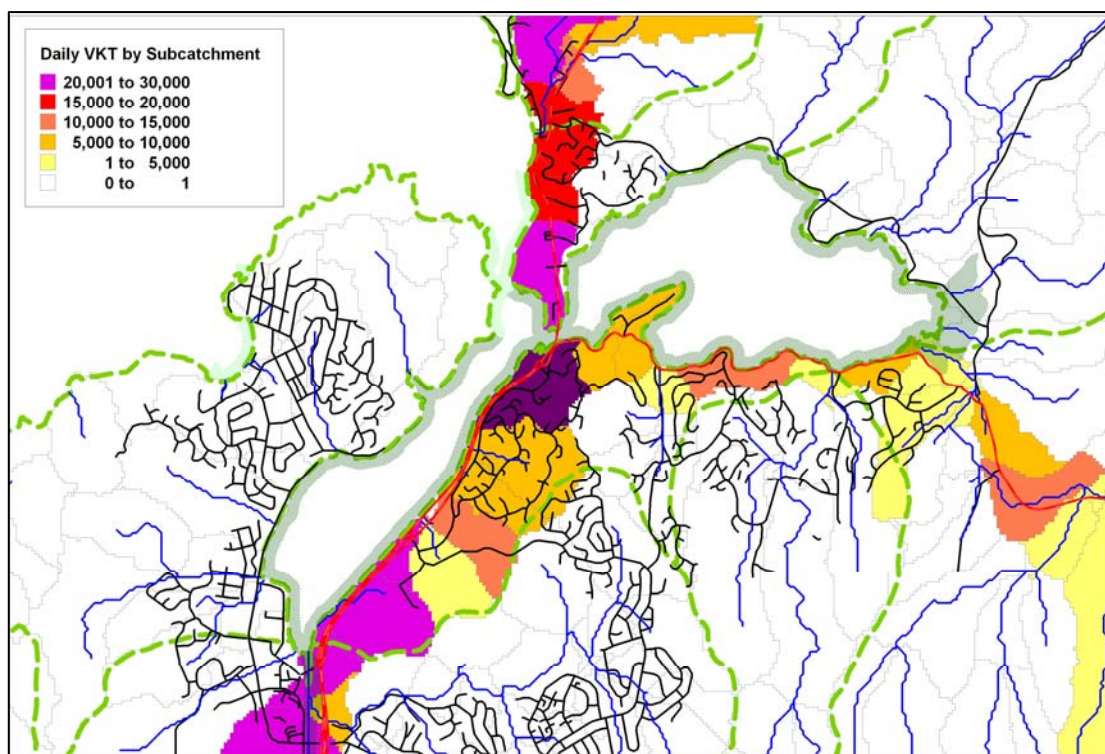 Daily VKT by Subcatchment
20,001 to 30,000
15,000 to 20,000
10,000 to 15,000
5,000 to 10,000
1 to 5,000
0 to 1